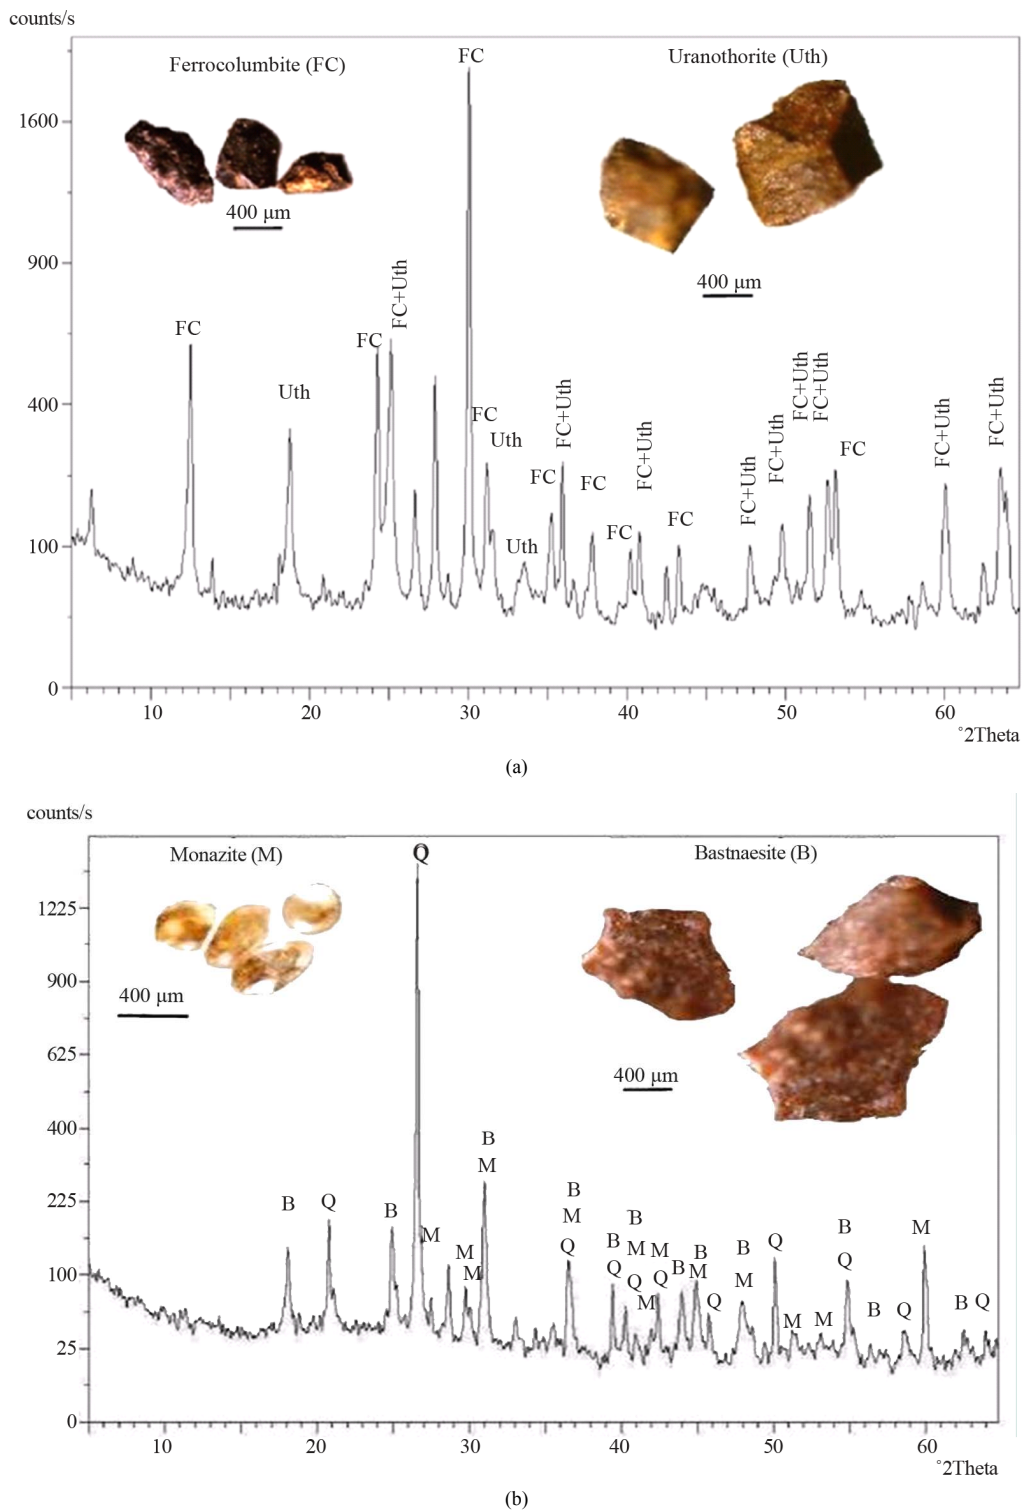 counts/s
Ferrocolumbite (FC)
FC
Uranothorite (Uth)
1600
400 μm
400 μm
900
FC
Uth
FC
FC+Uth
FC
Uth
Uth
FC
FC+Uth
FC
FC
FC+Uth
FC
FC+Uth
FC+Uth
FC+Uth
FC+Uth
FC
FC+Uth
FC+Uth
400
100
0
10 20 30 40 50 60
°2Theta
(a)
counts/s
Monazite (M)
Q
Bastnaesite (B)
1225
400 μm
900
625
400 μm
400
225
100
25
0
B
Q
B
M
M
M
B
M
B
M
Q
B
Q
B
M
Q
M
M
Q
B
B
M
Q
B
M
Q
M
M
B
Q
B
Q
M
B
Q
10 20 30 40 50 60
°2Theta
(b)